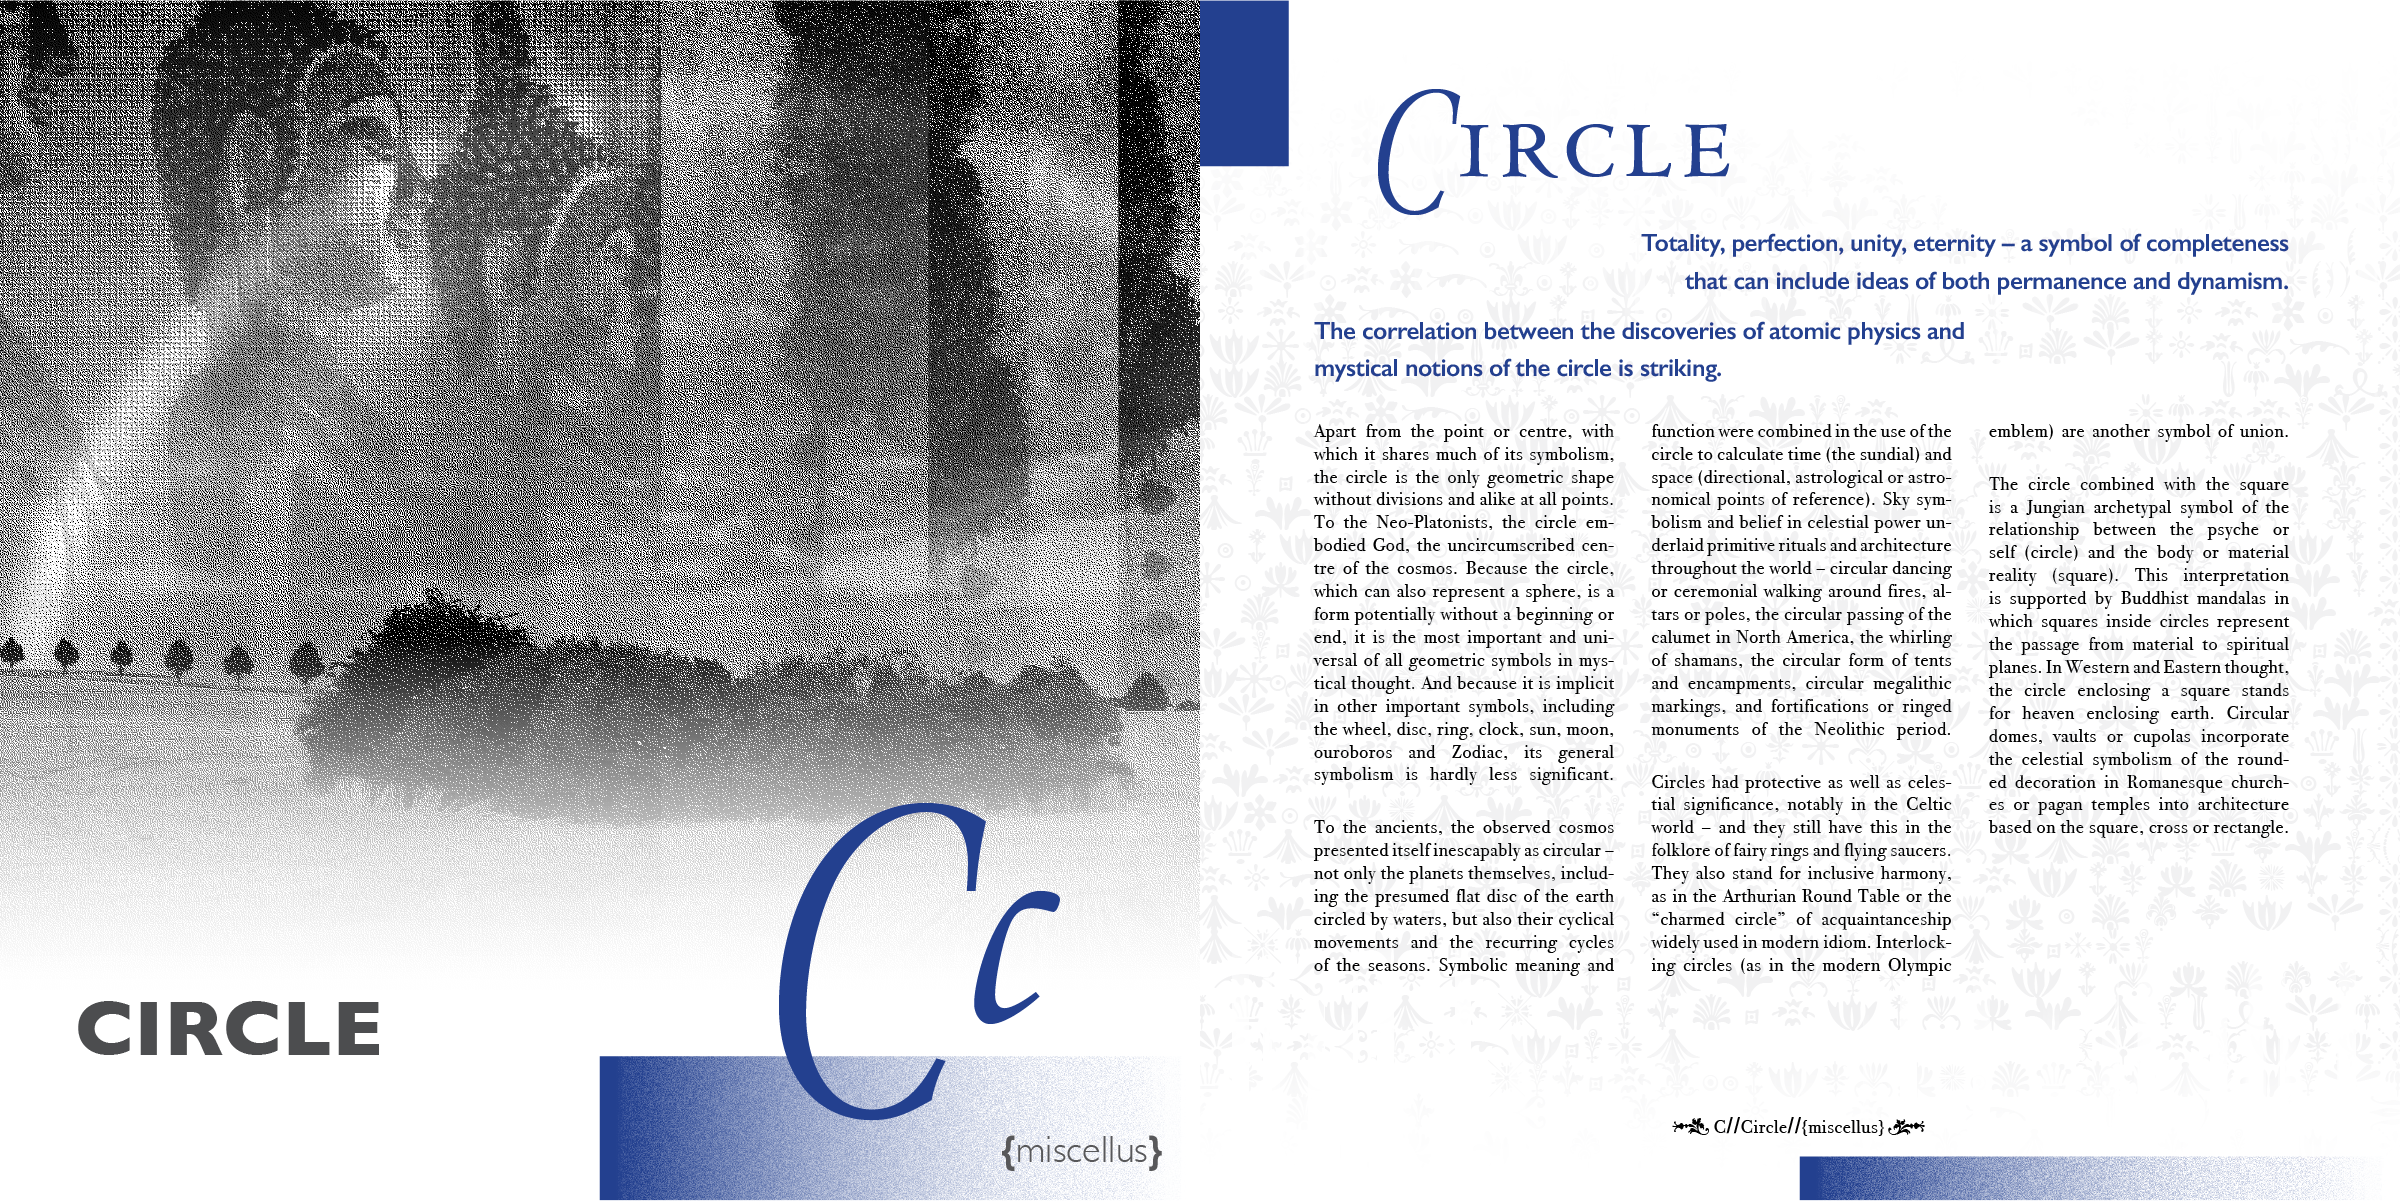 CIRCLE
Cc
{miscellus}
CIRCLE
Totality, perfection, unity, eternity – a symbol of completeness
that can include ideas of both permanence and dynamism.
The correlation between the discoveries of atomic physics and
mystical notions of the circle is striking.
Apart from the point or centre, with
which it shares much of its symbolism,
the circle is the only geometric shape
without divisions and alike at all points.
To the Neo-Platonists, the circle em-
bodied God, the uncircumscribed cen-
tre of the cosmos. Because the circle,
which can also represent a sphere, is a
form potentially without a beginning or
end, it is the most important and uni-
versal of all geometric symbols in mys-
tical thought. And because it is implicit
in other important symbols, including
the wheel, disc, ring, clock, sun, moon,
ouroboros and Zodiac, its general
symbolism is hardly less significant.
To the ancients, the observed cosmos
presented itself inescapably as circular –
not only the planets themselves, includ-
ing the presumed flat disc of the earth
circled by waters, but also their cyclical
movements and the recurring cycles
of the seasons. Symbolic meaning and
function were combined in the use of the
circle to calculate time (the sundial) and
space (directional, astrological or astro-
nomical points of reference). Sky sym-
bolism and belief in celestial power un-
derlaid primitive rituals and architecture
throughout the world – circular dancing
or ceremonial walking around fires, al-
tars or poles, the circular passing of the
calumet in North America, the whirling
of shamans, the circular form of tents
and encampments, circular megalithic
markings, and fortifications or ringed
monuments of the Neolithic period.
Circles had protective as well as celes-
tial significance, notably in the Celtic
world – and they still have this in the
folklore of fairy rings and flying saucers.
They also stand for inclusive harmony,
as in the Arthurian Round Table or the
“charmed circle” of acquaintanceship
widely used in modern idiom. Interlock-
ing circles (as in the modern Olympic
emblem) are another symbol of union.
The circle combined with the square
is a Jungian archetypal symbol of the
relationship between the psyche or
self (circle) and the body or material
reality (square). This interpretation
is supported by Buddhist mandalas in
which squares inside circles represent
the passage from material to spiritual
planes. In Western and Eastern thought,
the circle enclosing a square stands
for heaven enclosing earth. Circular
domes, vaults or cupolas incorporate
the celestial symbolism of the round-
ed decoration in Romanesque church-
es or pagan temples into architecture
based on the square, cross or rectangle.
C//Circle//{miscellus}